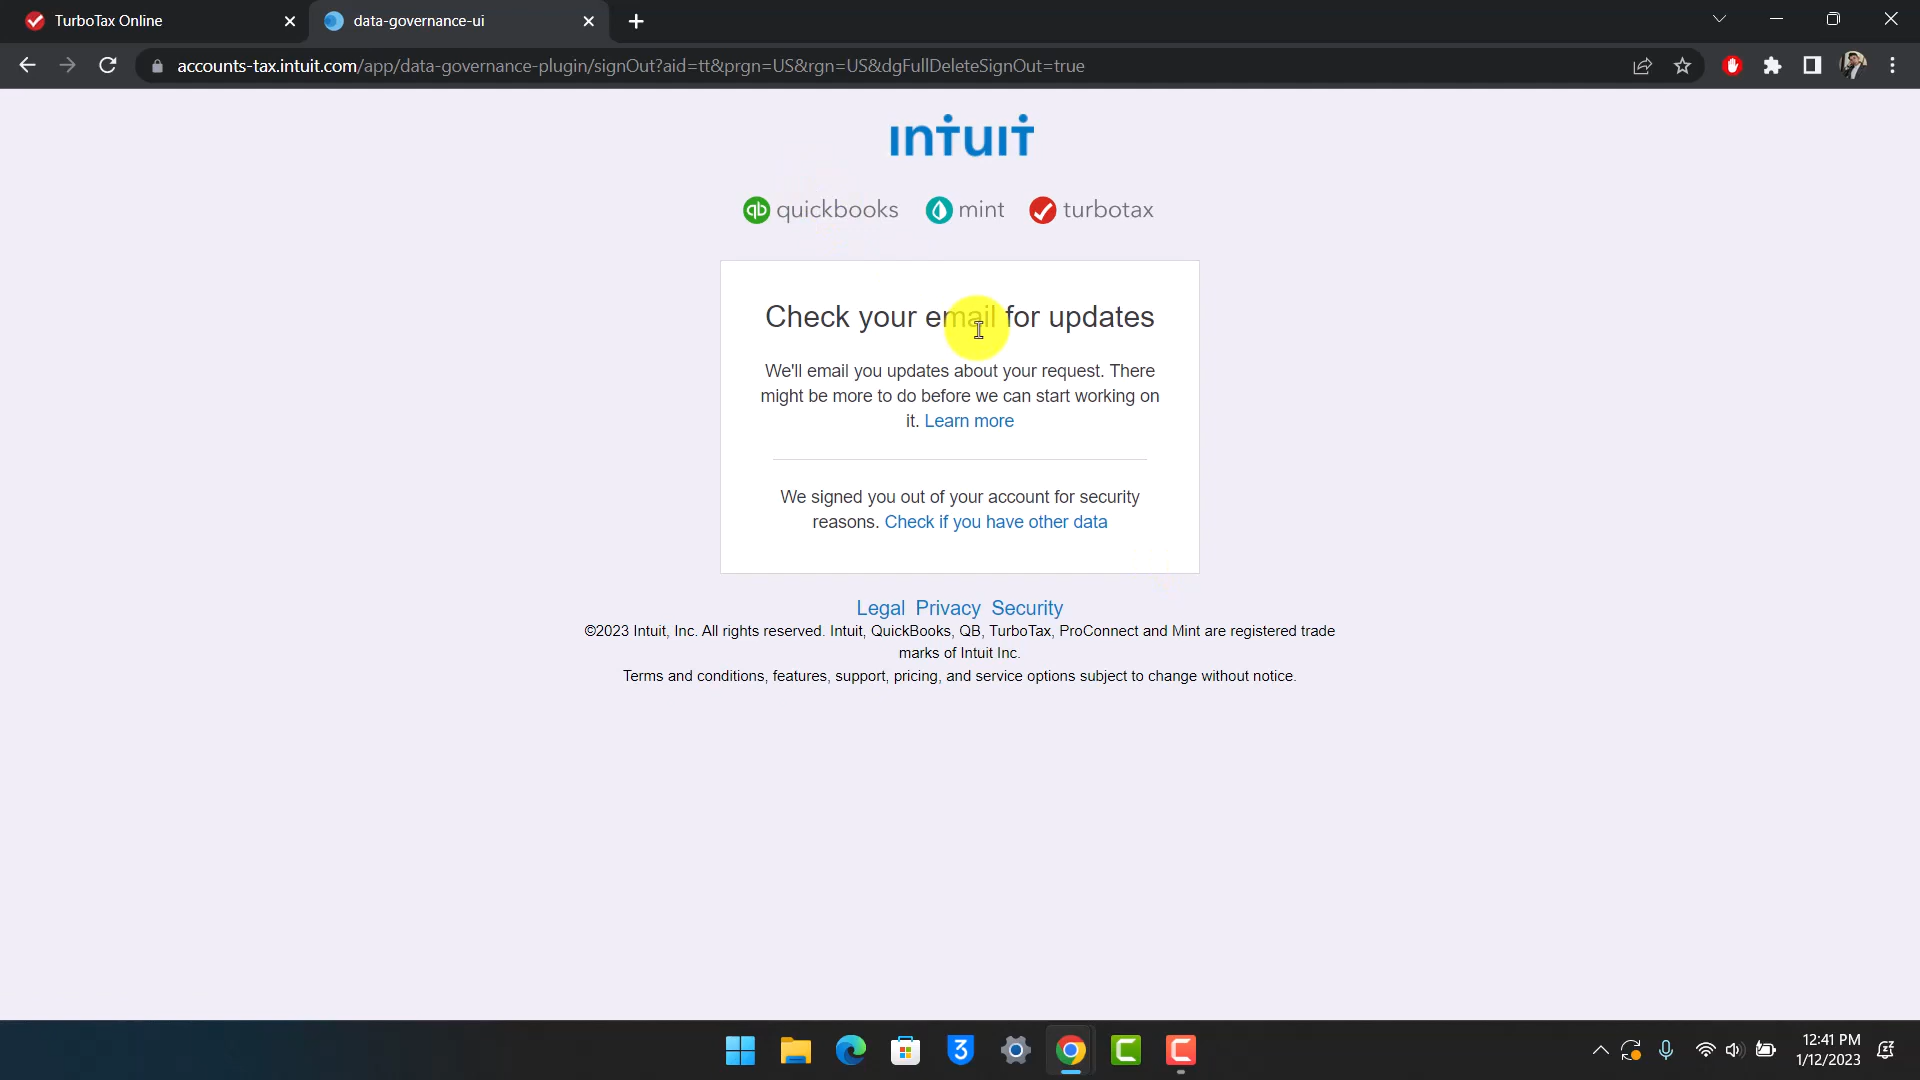 TurboTax Online
data-governance-ui
accounts-tax.intuit.com/app/data-governance-plugin/signOut?aid=tt&prgn=US&rgn=US&dgFullDeleteSignOut=true
intuit
qb quickbooks mint turbotax
Check your email for updates
We'll email you updates about your request. There
might be more to do before we can start working on
it. Learn more
We signed you out of your account for security
reasons. Check if you have other data
Legal Privacy Security
©2023 Intuit, Inc. All rights reserved. Intuit, QuickBooks, QB, TurboTax, ProConnect and Mint are registered trade
marks of Intuit Inc.
Terms and conditions, features, support, pricing, and service options subject to change without notice.
3
12:41 PM
1/12/2023